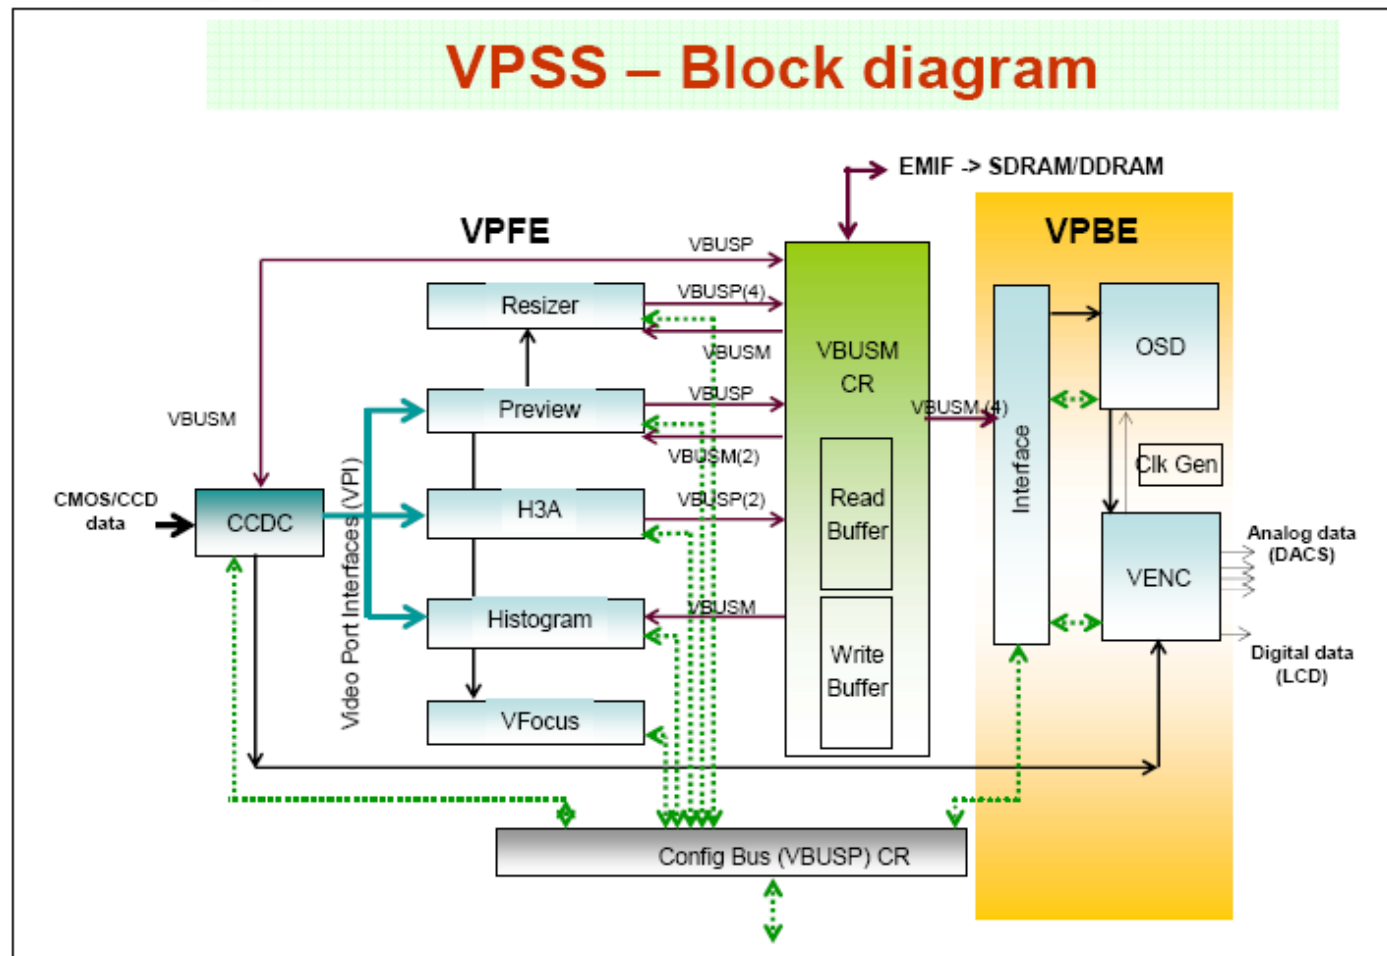 VPSS – Block diagram
EMIF -> SDRAM/DDRAM
VPFE
VPBE
VBUSP
Resizer
VBUSP(4)
VBUSM
Preview
VBUSP
VBUSM(2)
VBUSM
H3A
VBUSP(2)
Histogram
VBUSM
VFocus
CMOS/CCD
data
CCDC
Video Port Interfaces (VPI)
VBUSM
CR
Read
Buffer
Write
Buffer
VBUSM (4)
Interface
OSD
Clk Gen
VENC
Analog data
(DACS)
Digital data
(LCD)
Config Bus (VBUSP) CR